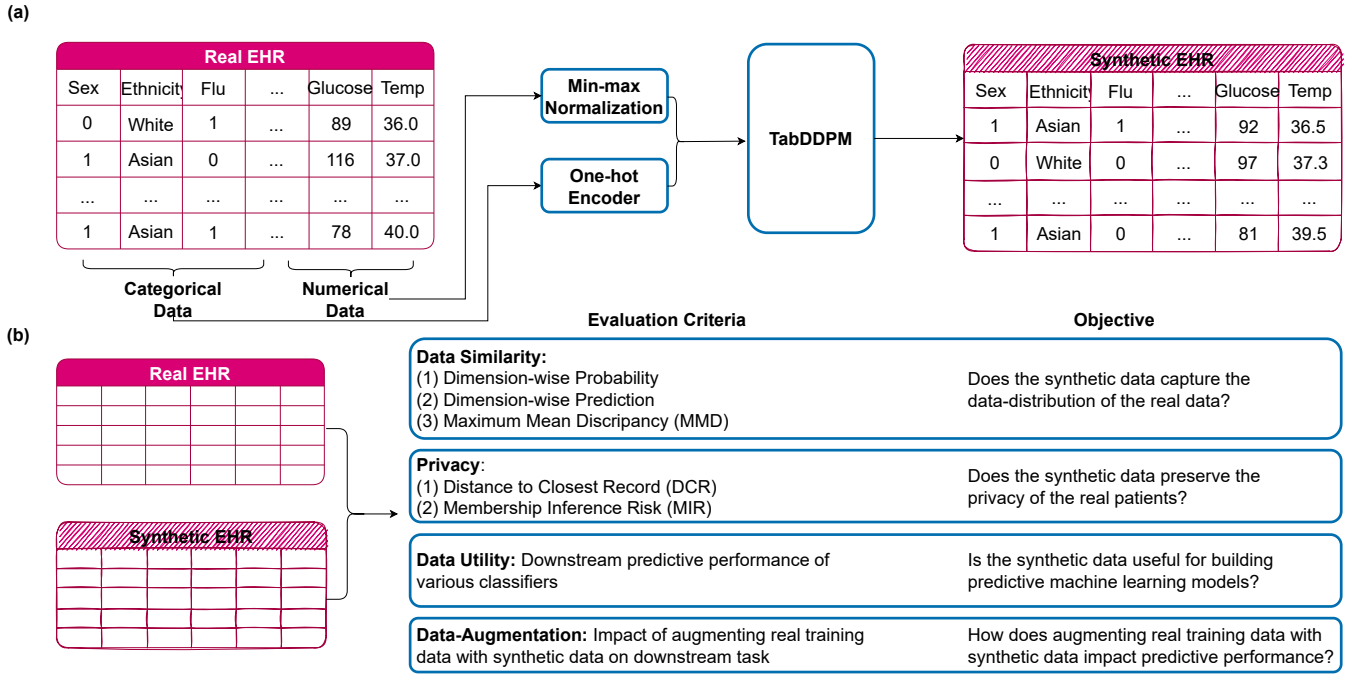 (a)
Real EHR
Sex Ethnicity Flu ... Glucose Temp
0 White 1 ... 89 36.0
1 Asian 0 ... 116 37.0
... ... ... ... ... ...
1 Asian 1 ... 78 40.0
Categorical
Data
Numerical
Data
Min-max
Normalization
One-hot
Encoder
TabDDPM
Synthetic EHR
Sex Ethnicity Flu ... Glucose Temp
1 Asian 1 ... 92 36.5
0 White 0 ... 97 37.3
... ... ... ... ... ...
1 Asian 0 ... 81 39.5
(b)
Real EHR
Synthetic EHR
Evaluation Criteria
Objective
Data Similarity:
(1) Dimension-wise Probability
(2) Dimension-wise Prediction
(3) Maximum Mean Discripancy (MMD)
Does the synthetic data capture the
data-distribution of the real data?
Privacy:
(1) Distance to Closest Record (DCR)
(2) Membership Inference Risk (MIR)
Does the synthetic data preserve the
privacy of the real patients?
Data Utility: Downstream predictive performance of
various classifiers
Is the synthetic data useful for building
predictive machine learning models?
Data-Augmentation: Impact of augmenting real training
data with synthetic data on downstream task
How does augmenting real training data with
synthetic data impact predictive performance?